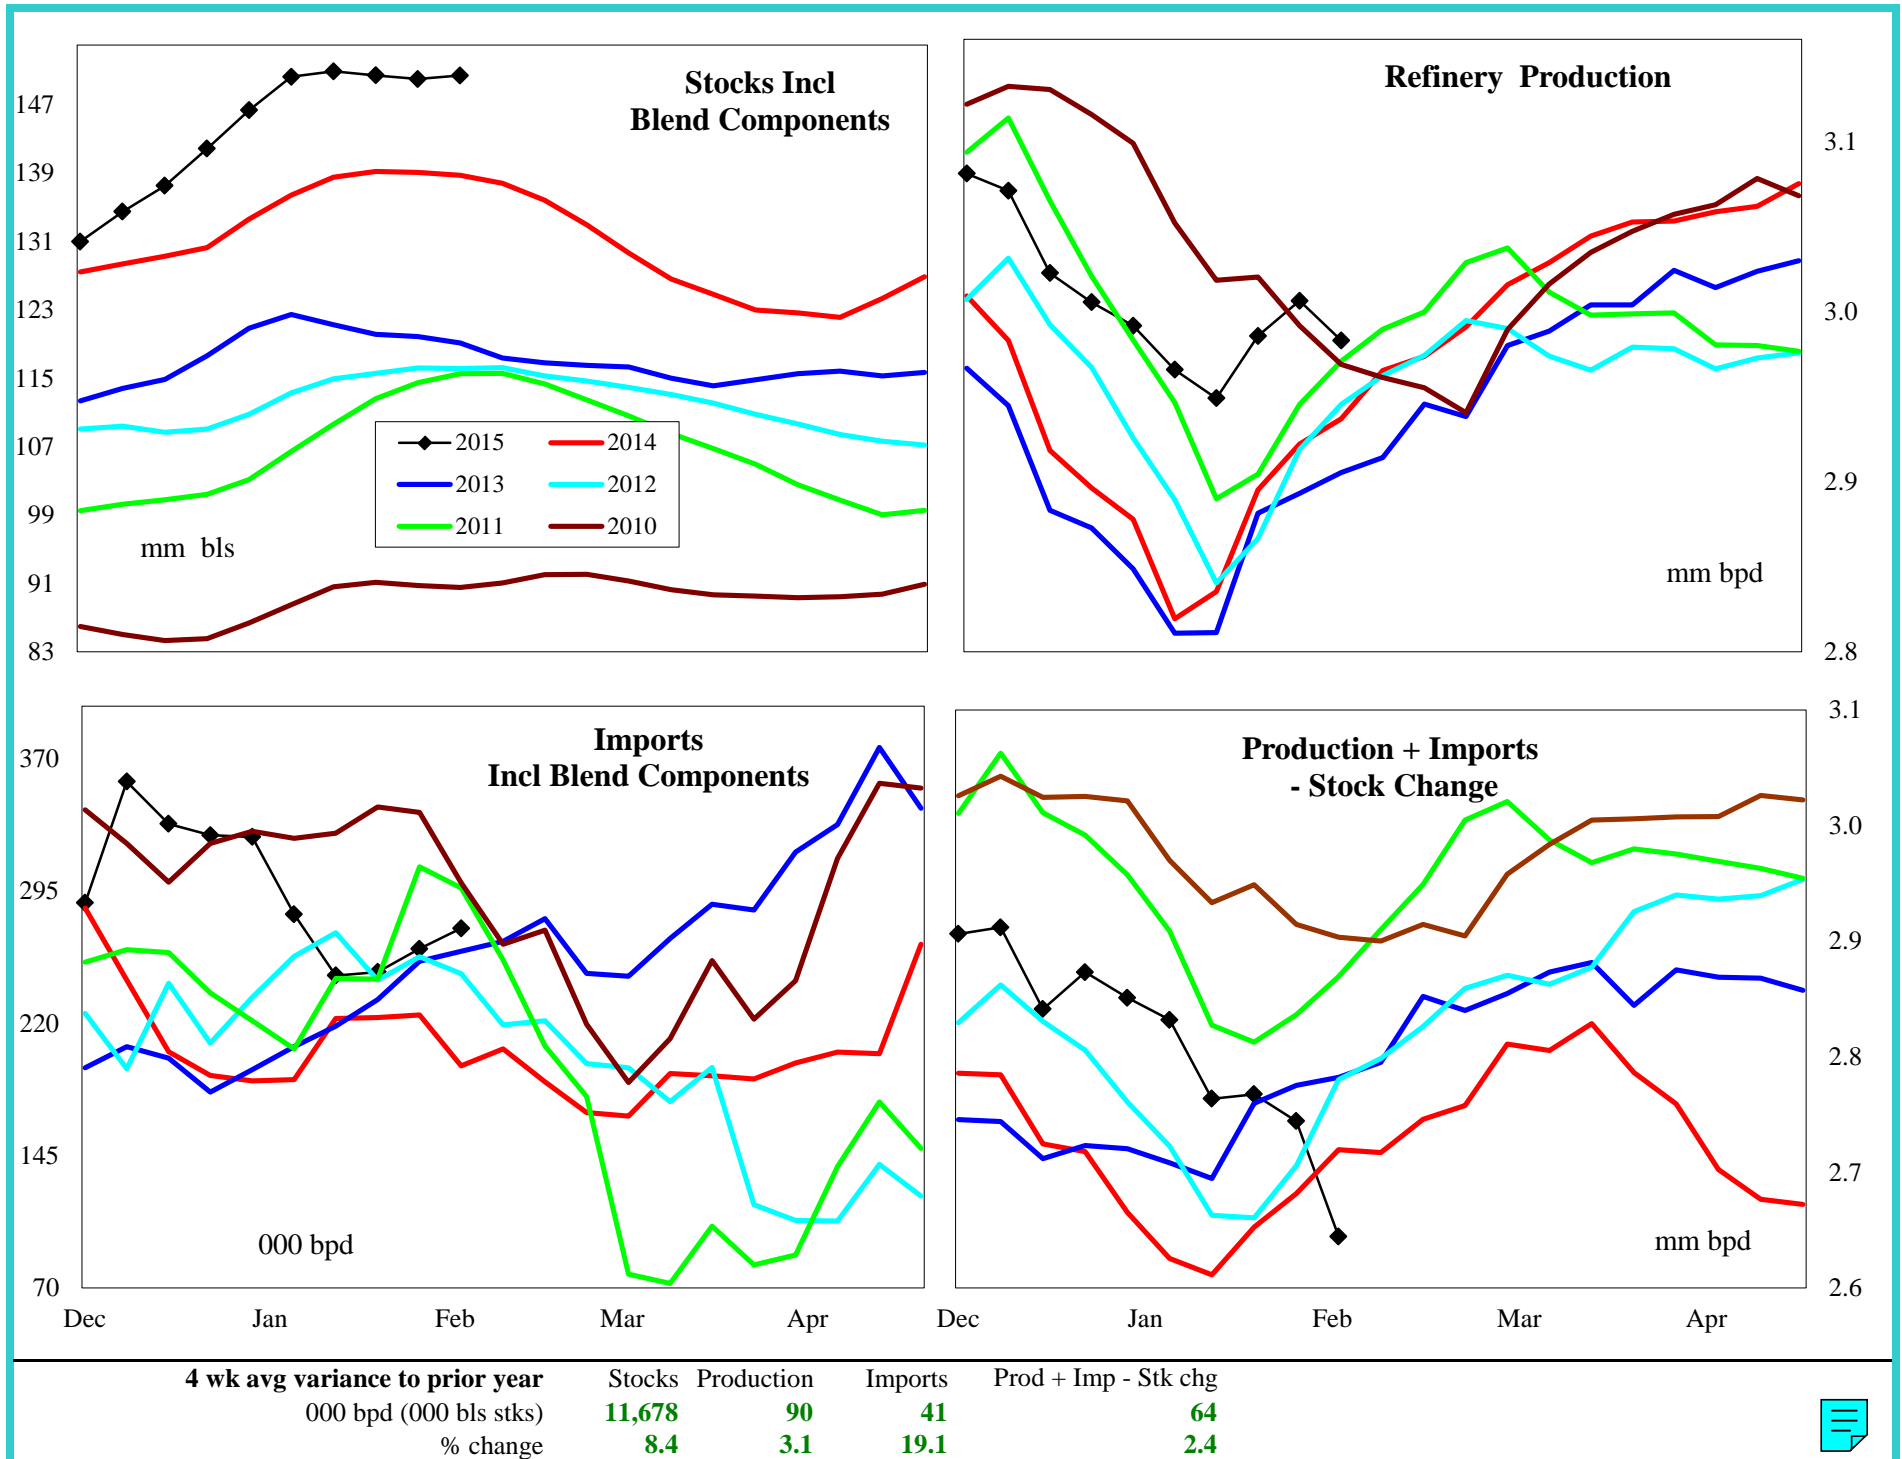 Stocks Incl
Blend Components
147
139
131
123
115
107
99
91
83
2015
2014
2013
2012
2011
2010
mm bls
Refinery Production
3.1
3.0
2.9
2.8
mm bpd
Imports
Incl Blend Components
370
295
220
145
70
000 bpd
Dec Jan Feb Mar Apr
Production + Imports
- Stock Change
3.1
3.0
2.9
2.8
2.7
2.6
mm bpd
Dec Jan Feb Mar Apr
4 wk avg variance to prior year Stocks Production Imports Prod + Imp - Stk chg
000 bpd (000 bls stks) 11,678 90 41 64
% change 8.4 3.1 19.1 2.4